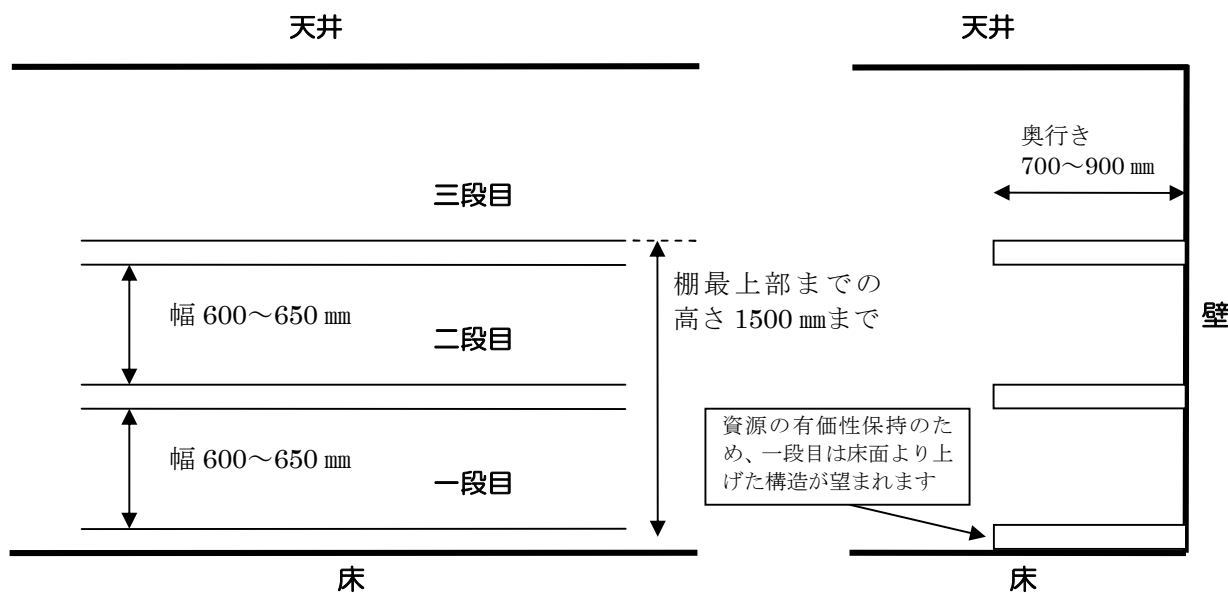 天井
三段目
幅 600～650 ㎜
二段目
幅 600～650 ㎜
一段目
棚最上部までの
高さ 1500 ㎜まで
床
天井
奥行き
700～900 ㎜
壁
資源の有価性保持のた
め、一段目は床面より上
げた構造が望まれます
床